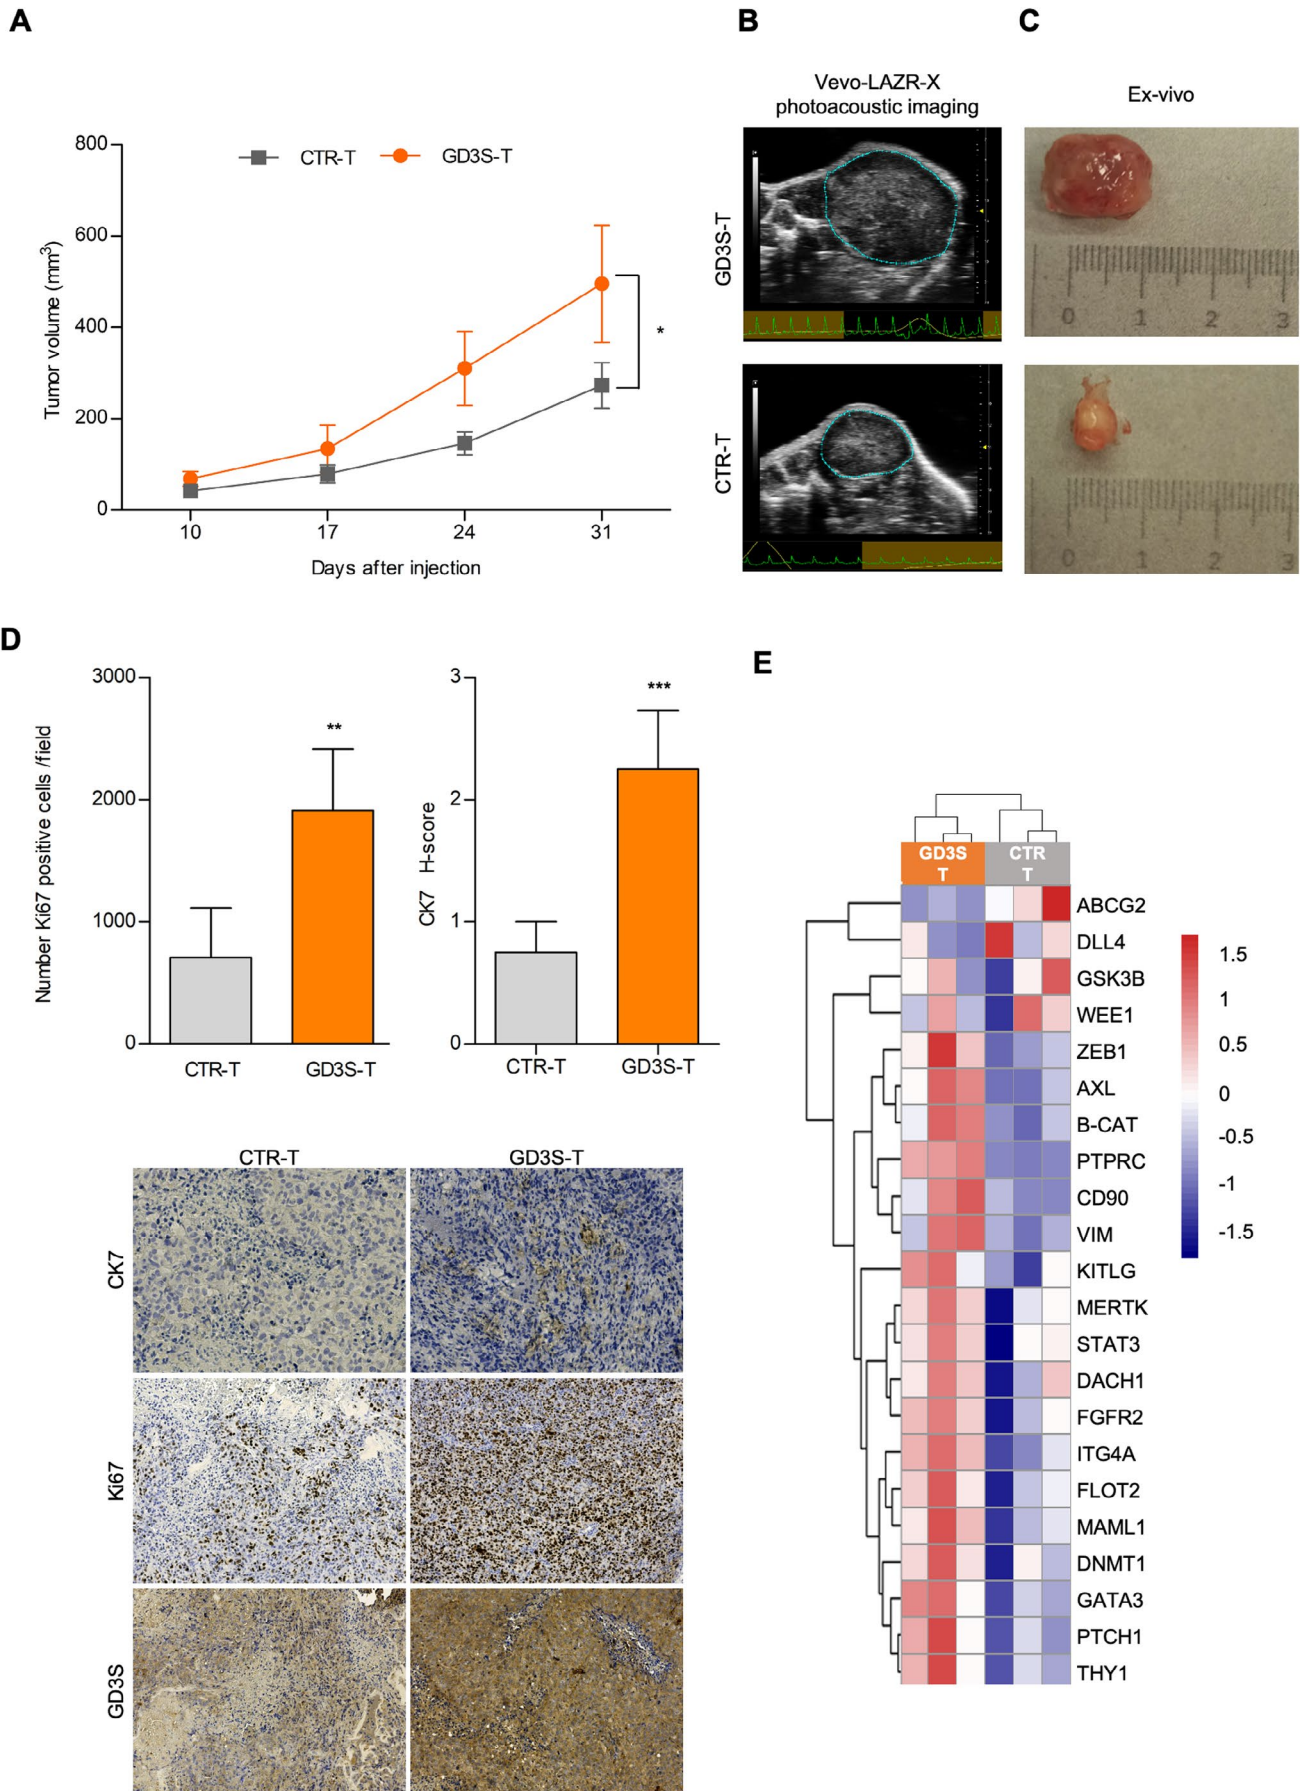 A
B
C
Vevo-LAZR-X
photoacoustic imaging
Ex-vivo
CTR-T
GD3S-T
Tumor volume (mm³)
800
600
400
200
0
10
17
24
31
Days after injection
*
GD3S-T
CTR-T
0
1
2
3
0
1
2
3
D
Number Ki67 positive cells /field
3000
2000
1000
0
**
CTR-T
GD3S-T
CK7 H-score
3
2
1
0
***
CTR-T
GD3S-T
CTR-T
GD3S-T
CK7
Ki67
GD3S
E
GD3S
T
CTR
T
ABCG2
DLL4
GSK3B
WEE1
ZEB1
AXL
B-CAT
PTPRC
CD90
VIM
KITLG
MERTK
STAT3
DACH1
FGFR2
ITG4A
FLOT2
MAML1
DNMT1
GATA3
PTCH1
THY1
1.5
1
0.5
0
-0.5
-1
-1.5